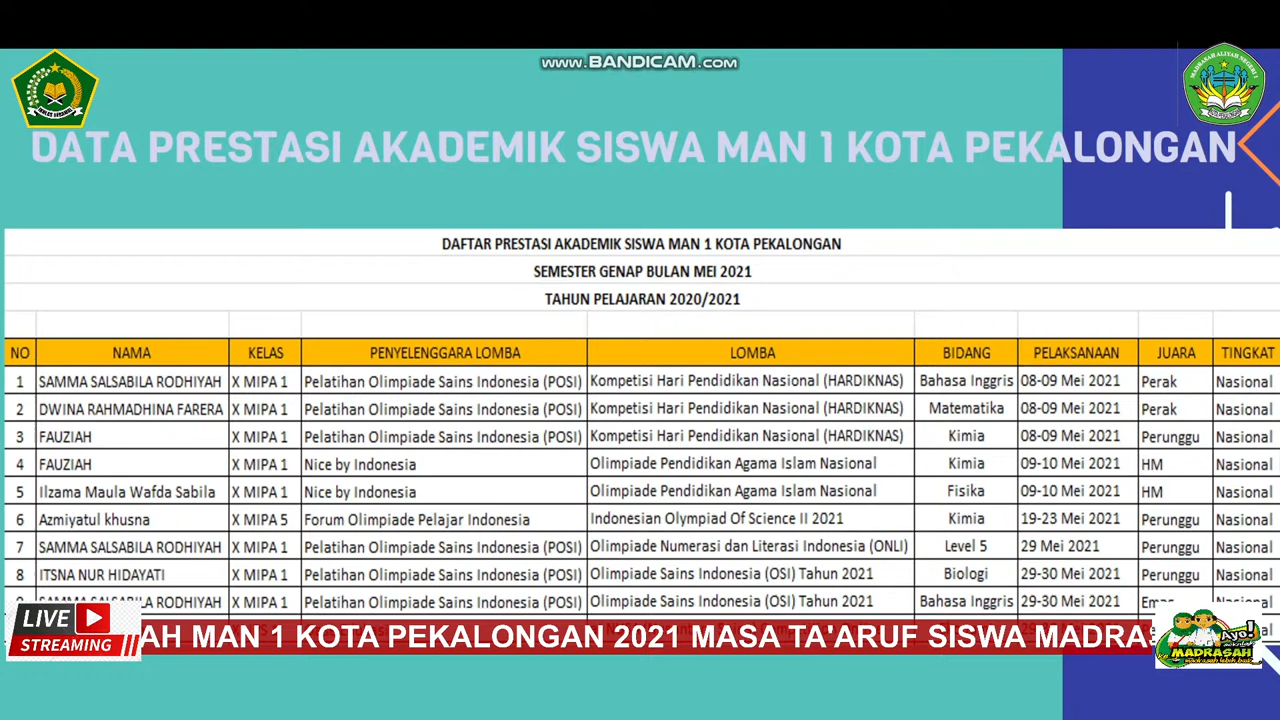 www.BANDICAM.com
DATA PRESTASI AKADEMIK SISWA MAN 1 KOTA PEKALONGAN
DAFTAR PRESTASI AKADEMIK SISWA MAN 1 KOTA PEKALONGAN
SEMESTER GENAP BULAN MEI 2021
TAHUN PELAJARAN 2020/2021
NO NAMA KELAS PENYELENGGARA LOMBA LOMBA BIDANG PELAKSANAAN JUARA TINGKAT
1 SAMMA SALSABILA RODHIYAH X MIPA 1 Pelatihan Olimpiade Sains Indonesia (POSI) Kompetisi Hari Pendidikan Nasional (HARDIKNAS) Bahasa Inggris 08-09 Mei 2021 Perak Nasional
2 DWINA RAHMADHINA FARERA X MIPA 1 Pelatihan Olimpiade Sains Indonesia (POSI) Kompetisi Hari Pendidikan Nasional (HARDIKNAS) Matematika 08-09 Mei 2021 Perak Nasional
3 FAUZIAH X MIPA 1 Pelatihan Olimpiade Sains Indonesia (POSI) Kompetisi Hari Pendidikan Nasional (HARDIKNAS) Kimia 08-09 Mei 2021 Perunggu Nasional
4 FAUZIAH X MIPA 1 Nice by Indonesia Olimpiade Pendidikan Agama Islam Nasional Kimia 09-10 Mei 2021 HM Nasional
5 Ilzama Maula Wafda Sabila X MIPA 1 Nice by Indonesia Olimpiade Pendidikan Agama Islam Nasional Fisika 09-10 Mei 2021 HM Nasional
6 Azmiyatul khusna X MIPA 5 Forum Olimpiade Pelajar Indonesia Indonesian Olympiad Of Science II 2021 Kimia 19-23 Mei 2021 Perunggu Nasional
7 SAMMA SALSABILA RODHIYAH X MIPA 1 Pelatihan Olimpiade Sains Indonesia (POSI) Olimpiade Numerasi dan Literasi Indonesia (ONLI) Level 5 29 Mei 2021 Perunggu Nasional
8 ITSNA NUR HIDAYATI X MIPA 1 Pelatihan Olimpiade Sains Indonesia (POSI) Olimpiade Sains Indonesia (OSI) Tahun 2021 Biologi 29-30 Mei 2021 Perunggu Nasional
9 SAMMA SALSABILA RODHIYAH X MIPA 1 Pelatihan Olimpiade Sains Indonesia (POSI) Olimpiade Sains Indonesia (OSI) Tahun 2021 Bahasa Inggris 29-30 Mei 2021 Emas Nasional
LIVE
STREAMING
AH MAN 1 KOTA PEKALONGAN 2021 MASA TA'ARUF SISWA MADRAS
Ayo!
MADRASAH